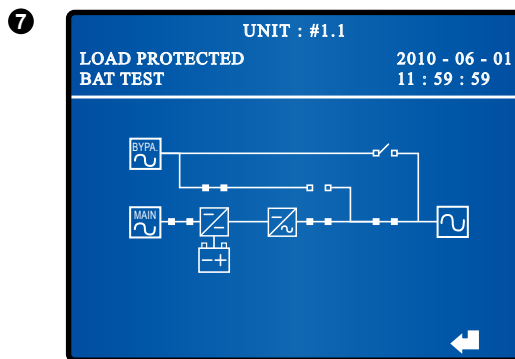 7
UNIT : #1.1
LOAD PROTECTED 2010 - 06 - 01
BAT TEST 11 : 59 : 59
BYPA.
MAIN